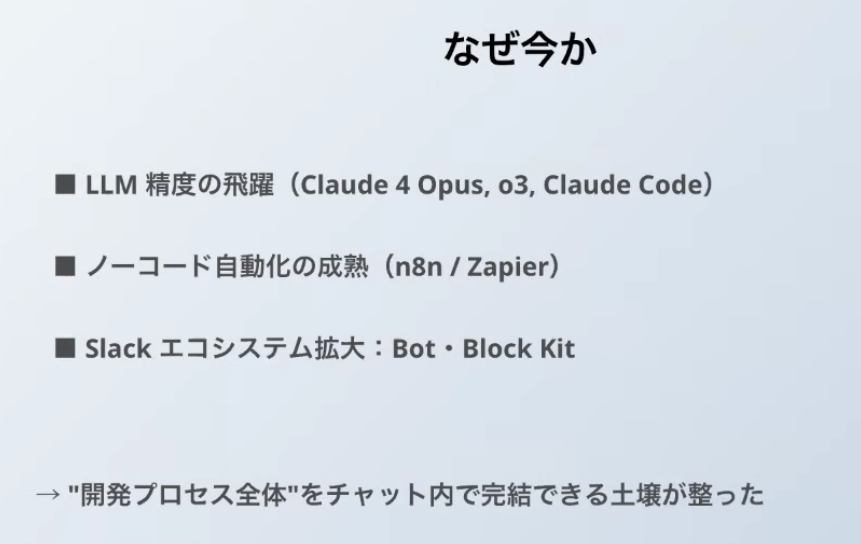 なぜ今か
■ LLM 精度の飛躍（Claude 4 Opus, o3, Claude Code）
■ ノーコード自動化の成熟（n8n / Zapier）
■ Slack エコシステム拡大：Bot・Block Kit
→ "開発プロセス全体"をチャット内で完結できる土壌が整った